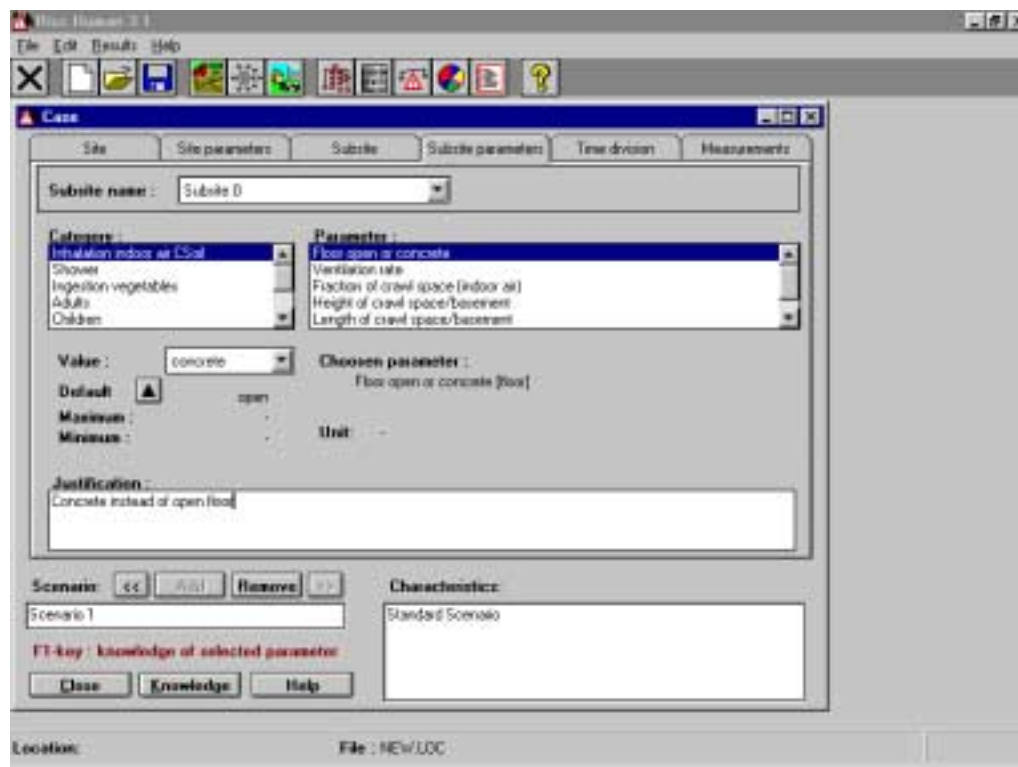 Risc Human 3.1
File Edit Results Help
Case
Site Site parameters Subsite Subsite parameters Time division Measurements
Subsite name : Subsite 0
Category : Parameter :
Inhalation indoor air CSoil Floor open or concrete
Shower Ventilation rate
Ingestion vegetables Fraction of crawl space (indoor air)
Adults Height of crawl space/basement
Children Length of crawl space/basement
Value : concrete Choosen parameter :
Floor open or concrete [floor]
Default open
Maximum : -
Minimum : - Unit: -
Justification :
Concrete instead of open floor
Scenario: << Add Remove >> Characteristics:
Scenario 1 Standard Scenario
F1-key : knowledge of selected parameter
Close Knowledge Help
Location: File : NEW.LOC